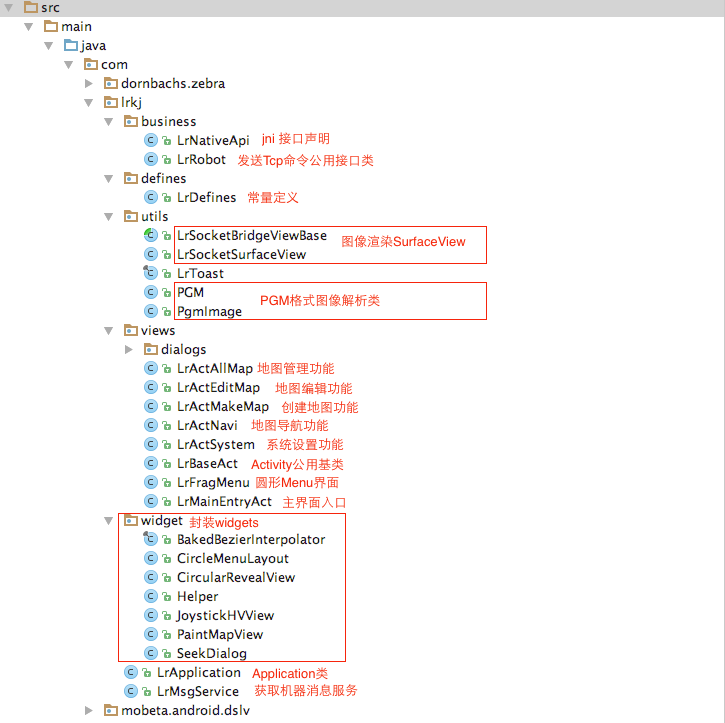 src
main
java
com
dornbachs.zebra
lrkj
business
LrNativeApi jni 接口声明
LrRobot 发送Tcp命令公用接口类
defines
LrDefines 常量定义
utils
LrSocketBridgeViewBase 图像渲染SurfaceView
LrSocketSurfaceView
LrToast
PGM PGM格式图像解析类
PgmImage
views
dialogs
LrActAllMap 地图管理功能
LrActEditMap 地图编辑功能
LrActMakeMap 创建地图功能
LrActNavi 地图导航功能
LrActSystem 系统设置功能
LrBaseAct Activity公用基类
LrFragMenu 圆形Menu界面
LrMainEntryAct 主界面入口
widget 封装widgets
BakedBezierInterpolator
CircleMenuLayout
CircularRevealView
Helper
JoystickHVView
PaintMapView
SeekDialog
LrApplication Application类
LrMsgService 获取机器消息服务
mobeta.android.dslv